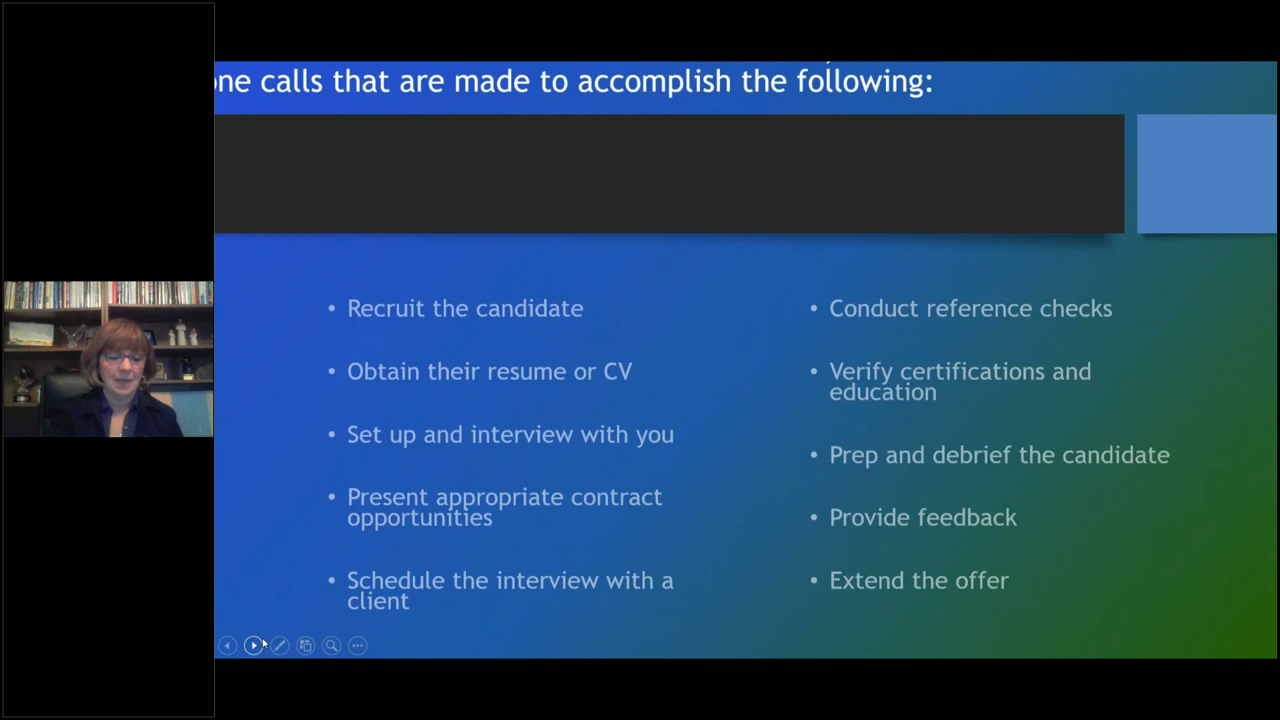 one calls that are made to accomplish the following:
• Recruit the candidate
• Obtain their resume or CV
• Set up and interview with you
• Present appropriate contract
opportunities
• Schedule the interview with a
client
• Conduct reference checks
• Verify certifications and
education
• Prep and debrief the candidate
• Provide feedback
• Extend the offer